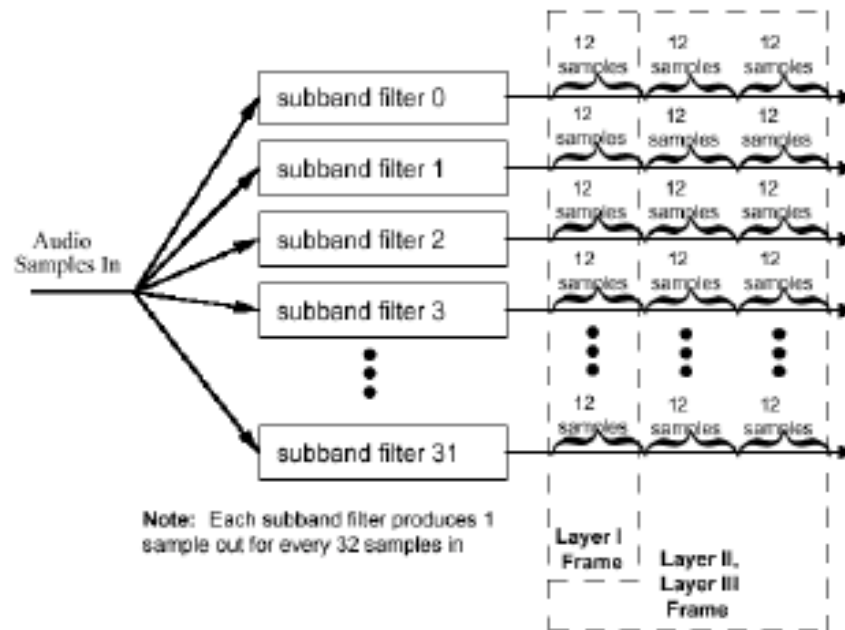 12 samples 12 samples 12 samples
subband filter 0
12 samples 12 samples 12 samples
subband filter 1
12 samples 12 samples 12 samples
subband filter 2
Audio
Samples In
12 samples 12 samples 12 samples
subband filter 3
12 samples 12 samples 12 samples
subband filter 31
Note: Each subband filter produces 1
sample out for every 32 samples in
Layer I
Frame
Layer II,
Layer III
Frame